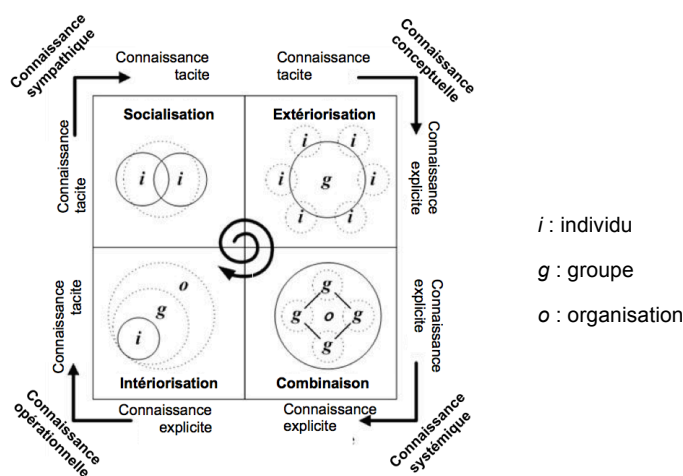 Connaissance
sympathique
Connaissance
tacite
Connaissance
tacite
Connaissance
conceptuelle
Connaissance
tacite
Socialisation
i i
Extériorisation
i i
i g i
i i
Connaissance
explicite
i : individu
g : groupe
o : organisation
Connaissance
tacite
o
g
i
Intériorisation
g
g o g
g
Combinaison
Connaissance
explicite
Connaissance
opérationnelle
Connaissance
explicite
Connaissance
explicite
Connaissance
systémique